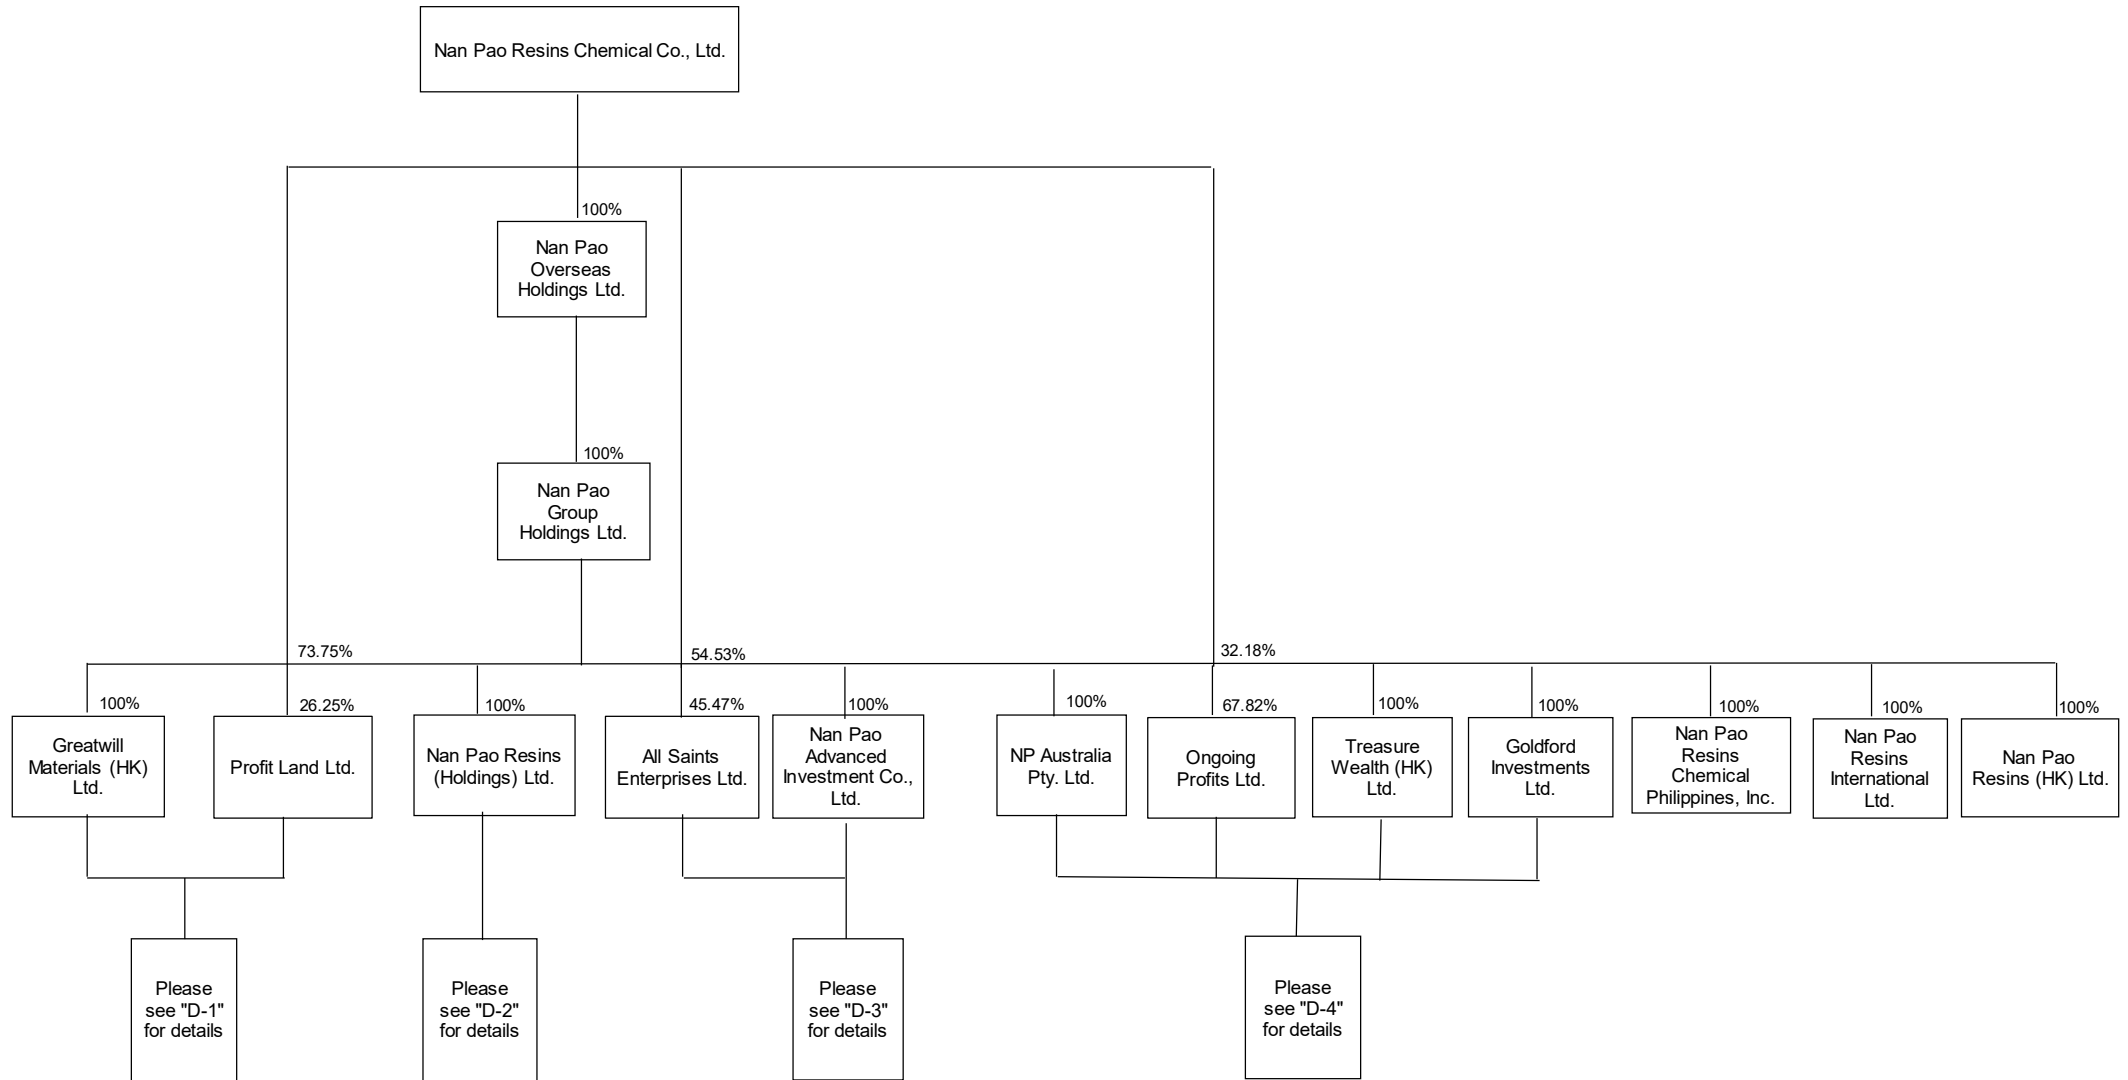 Nan Pao Resins Chemical Co., Ltd.
100%
Nan Pao
Overseas
Holdings Ltd.
100%
Nan Pao
Group
Holdings Ltd.
73.75%
54.53%
32.18%
100%
Greatwill
Materials (HK)
Ltd.
26.25%
Profit Land Ltd.
100%
Nan Pao Resins
(Holdings) Ltd.
45.47%
All Saints
Enterprises Ltd.
100%
Nan Pao
Advanced
Investment Co.,
Ltd.
100%
NP Australia
Pty. Ltd.
67.82%
Ongoing
Profits Ltd.
100%
Treasure
Wealth (HK)
Ltd.
100%
Goldford
Investments
Ltd.
100%
Nan Pao
Resins
Chemical
Philippines, Inc.
100%
Nan Pao
Resins
International
Ltd.
100%
Nan Pao
Resins (HK) Ltd.
Please
see "D-1"
for details
Please
see "D-2"
for details
Please
see "D-3"
for details
Please
see "D-4"
for details